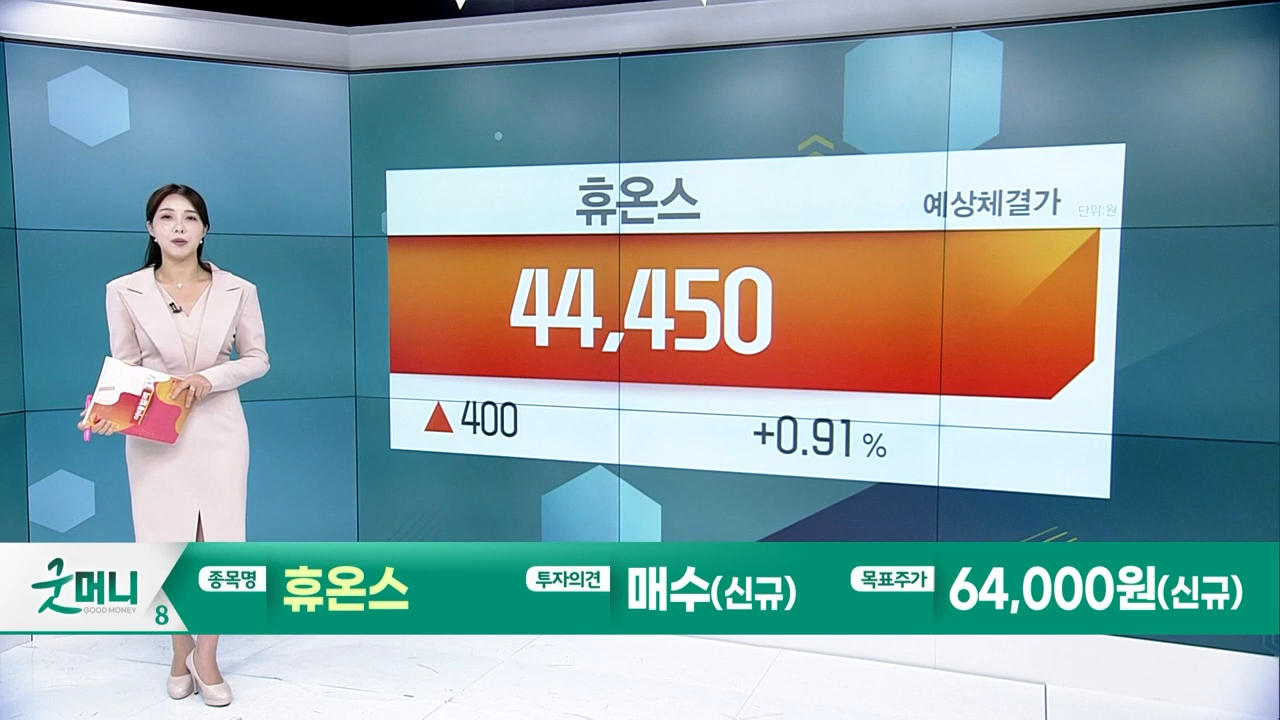 휴온스
예상체결가 단위:원
44,450
▲400 +0.91%
굿머니
GOOD MONEY
8
종목명 휴온스 투자의견 매수(신규) 목표주가 64,000원(신규)